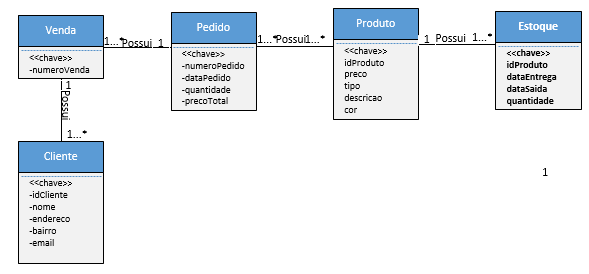 Venda
<<chave>>
-numeroVenda
1...* Possui 1
Pedido
<<chave>>
-numeroPedido
-dataPedido
-quantidade
-precoTotal
1...* Possui 1...*
Produto
<<chave>>
idProduto
preco
tipo
descricao
cor
1 Possui 1...*
Estoque
<<chave>>
idProduto
dataEntrega
dataSaida
quantidade
1
Possui
1...*
Cliente
<<chave>>
-idCliente
-nome
-endereco
-bairro
-email
1